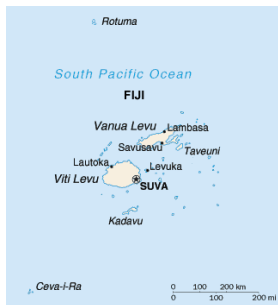 Rotuma
South Pacific Ocean
FIJI
Vanua Levu
Lambasa
Savusavu
Taveuni
Lautoka
Levuka
Viti Levu
SUVA
Kadavu
Ceva-i-Ra
0 100 200 km
0 100 200 mi